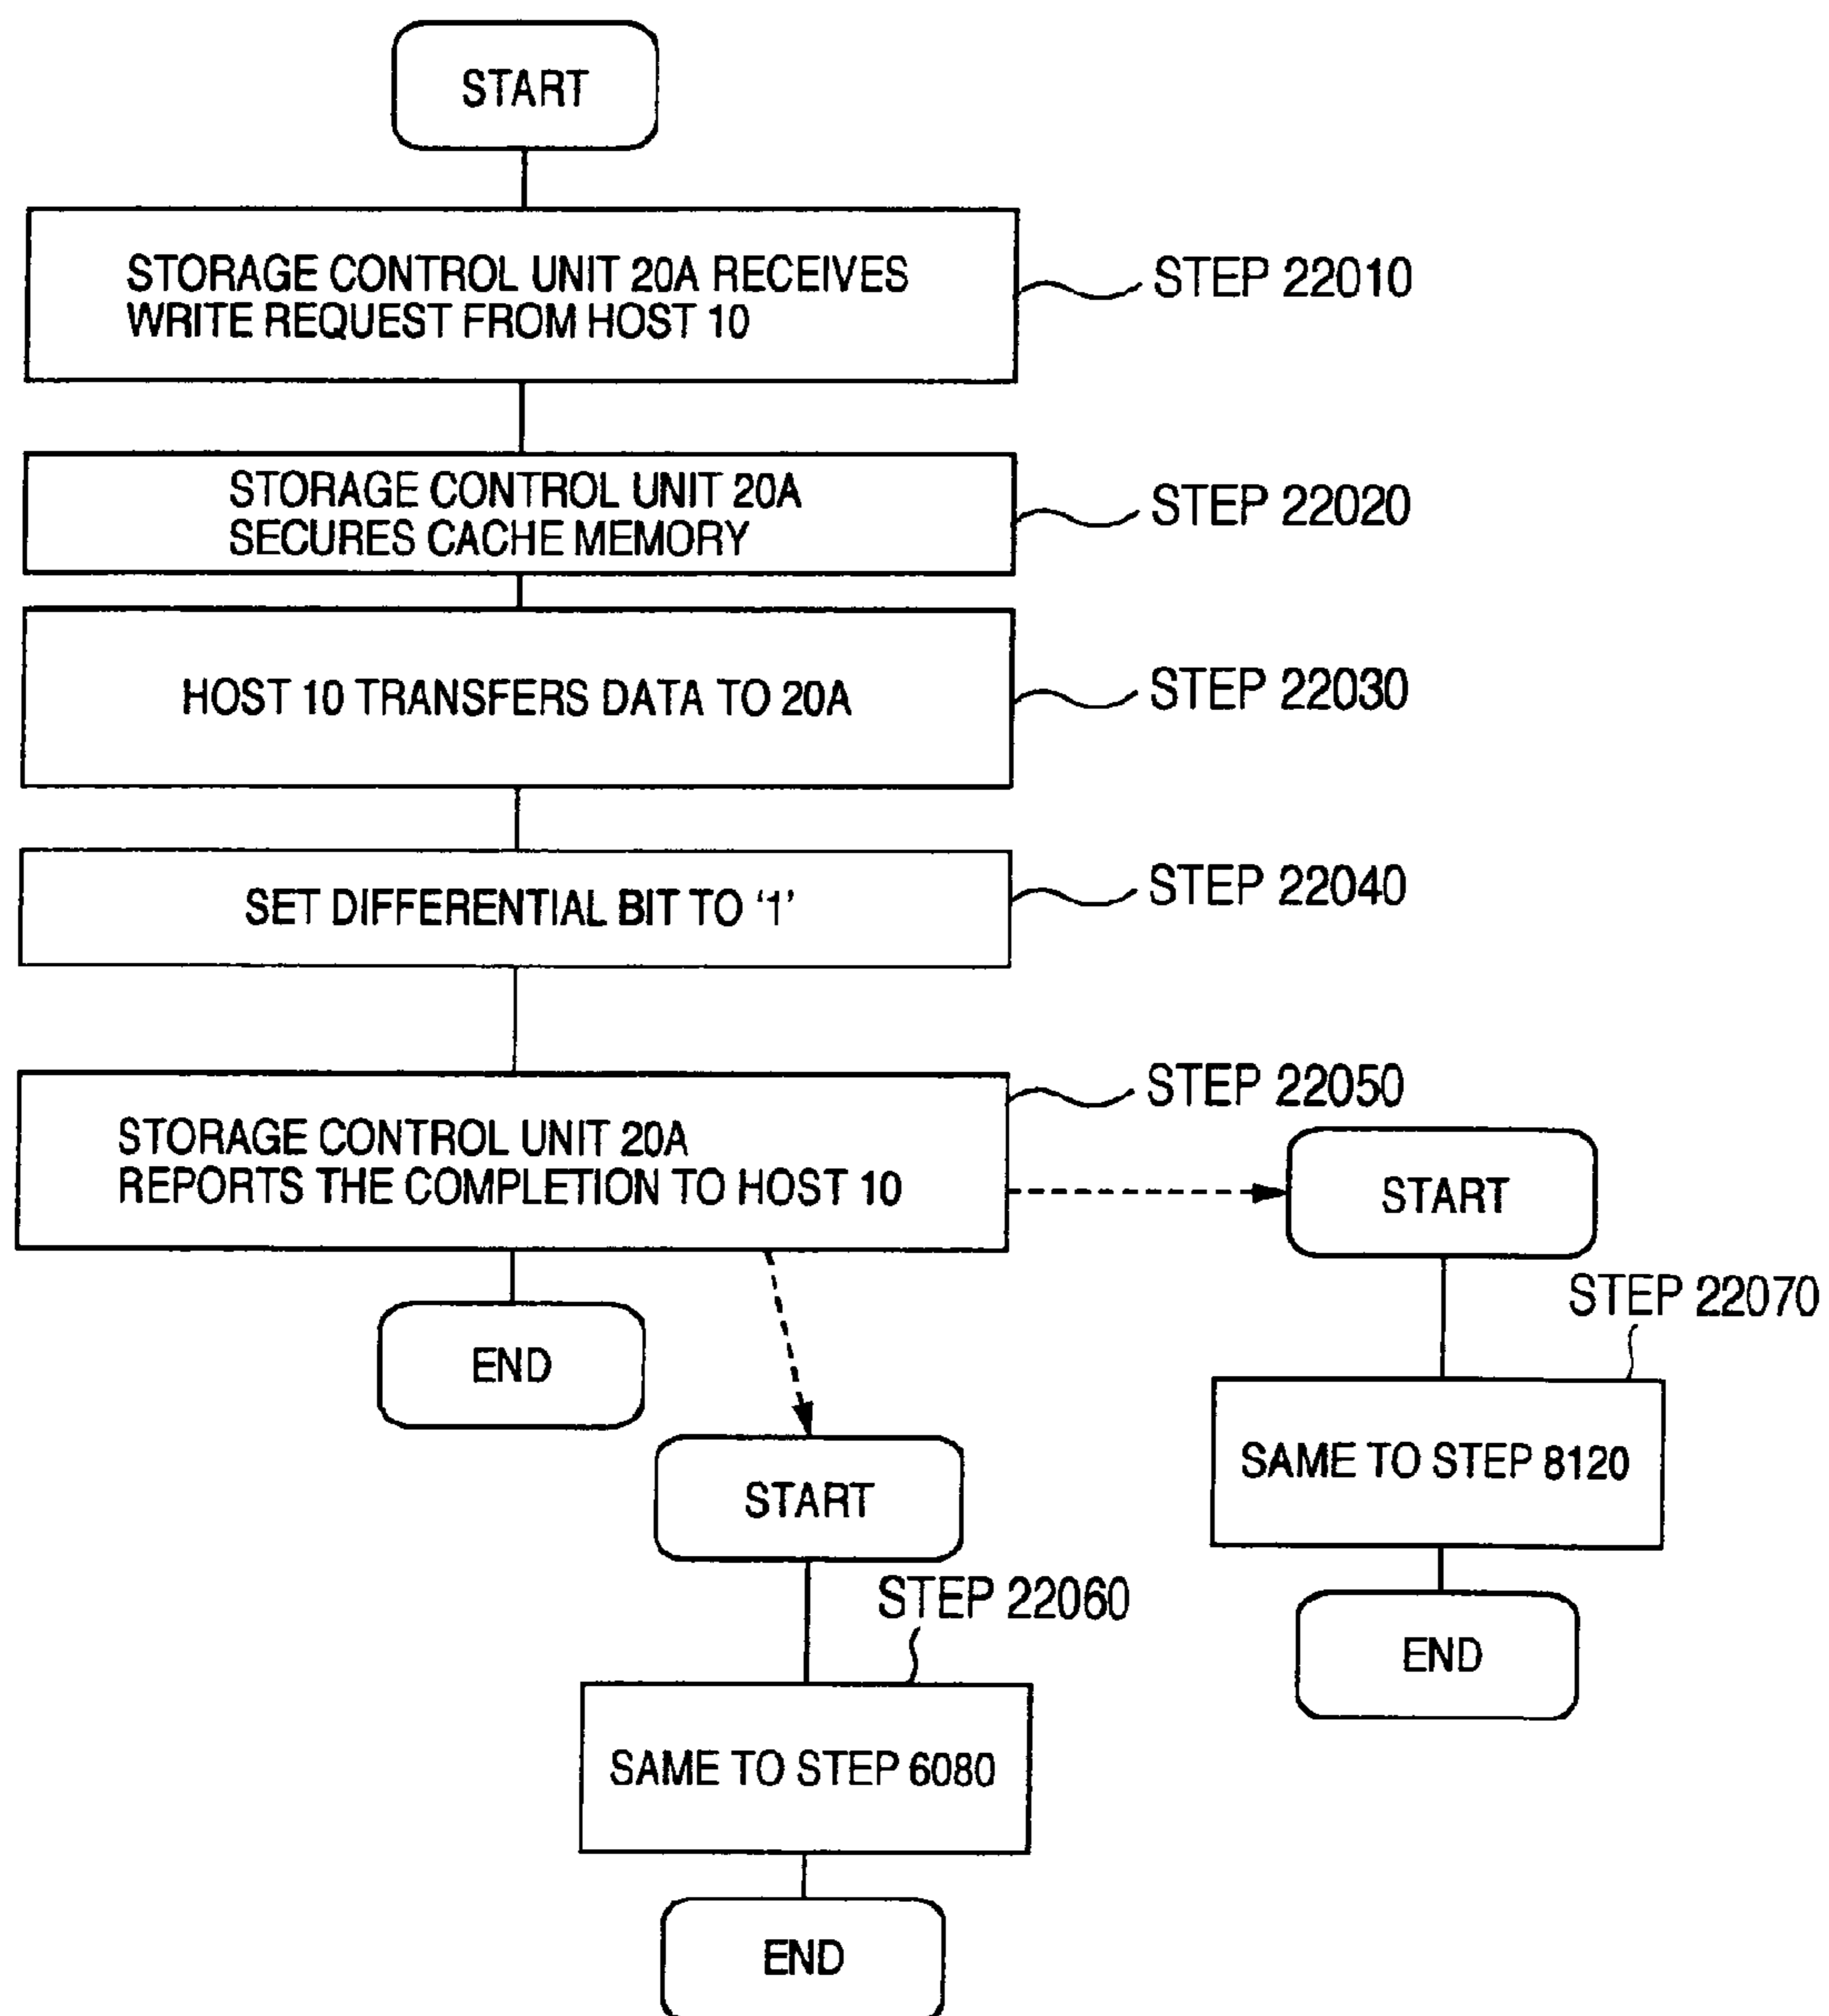 START
STORAGE CONTROL UNIT 20A RECEIVES
WRITE REQUEST FROM HOST 10
STEP 22010
STORAGE CONTROL UNIT 20A
SECURES CACHE MEMORY
STEP 22020
HOST 10 TRANSFERS DATA TO 20A
STEP 22030
SET DIFFERENTIAL BIT TO ‘1’
STEP 22040
STORAGE CONTROL UNIT 20A
REPORTS THE COMPLETION TO HOST 10
STEP 22050
START
STEP 22070
END
SAME TO STEP 8120
START
STEP 22060
END
SAME TO STEP 6080
END